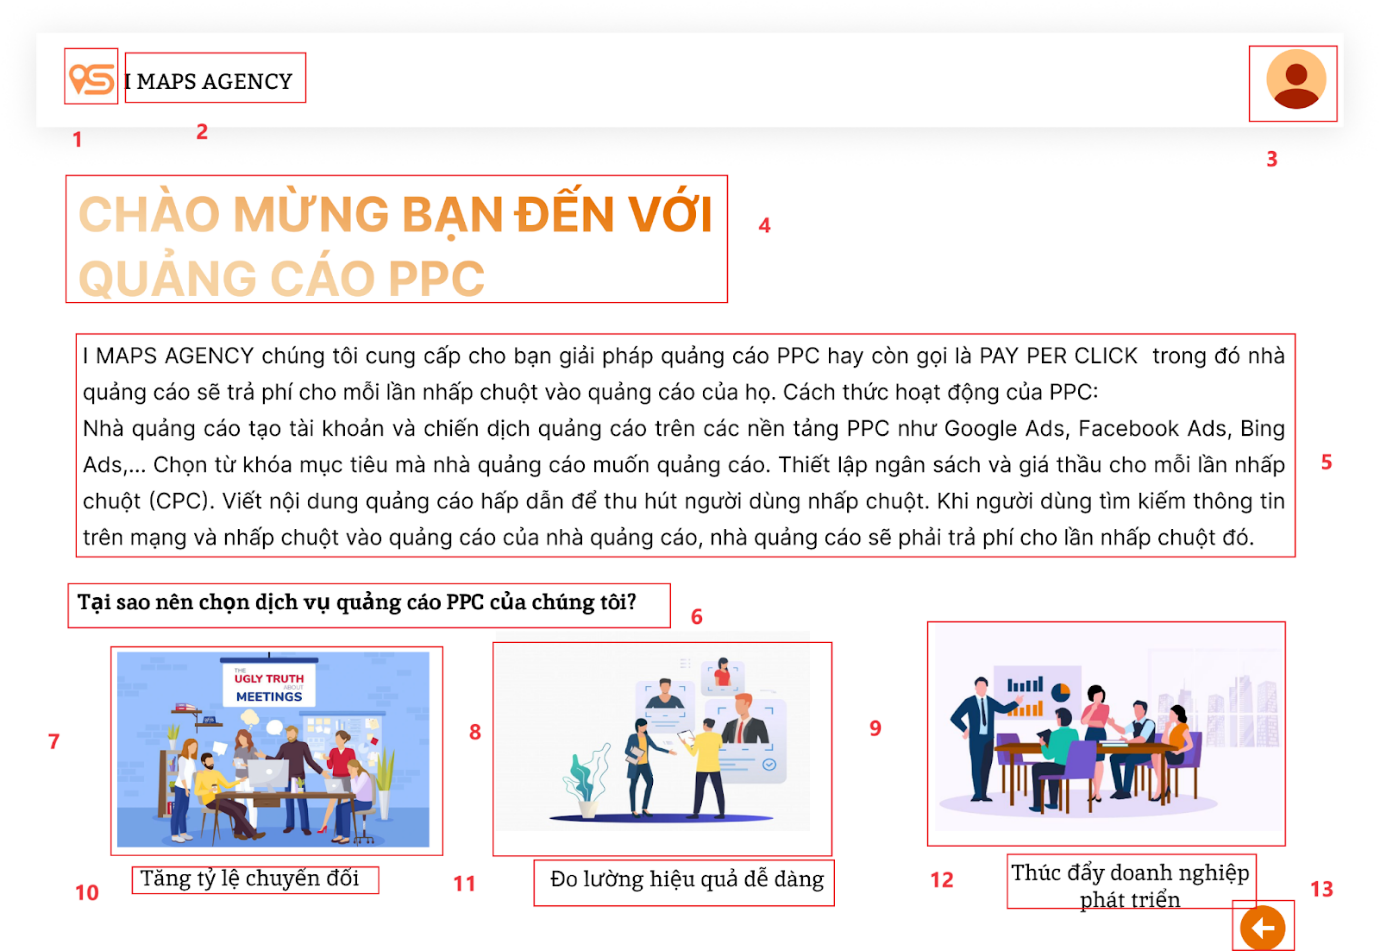 I MAPS AGENCY
1
2
3
CHÀO MỪNG BẠN ĐẾN VỚI
QUẢNG CÁO PPC
4
I MAPS AGENCY chúng tôi cung cấp cho bạn giải pháp quảng cáo PPC hay còn gọi là PAY PER CLICK trong đó nhà
quảng cáo sẽ trả phí cho mỗi lần nhấp chuột vào quảng cáo của họ. Cách thức hoạt động của PPC:
Nhà quảng cáo tạo tài khoản và chiến dịch quảng cáo trên các nền tảng PPC như Google Ads, Facebook Ads, Bing
Ads,... Chọn từ khóa mục tiêu mà nhà quảng cáo muốn quảng cáo. Thiết lập ngân sách và giá thầu cho mỗi lần nhấp
chuột (CPC). Viết nội dung quảng cáo hấp dẫn để thu hút người dùng nhấp chuột. Khi người dùng tìm kiếm thông tin
trên mạng và nhấp chuột vào quảng cáo của nhà quảng cáo, nhà quảng cáo sẽ phải trả phí cho lần nhấp chuột đó.
5
Tại sao nên chọn dịch vụ quảng cáo PPC của chúng tôi?
6
THE
UGLY TRUTH
ABOUT
MEETINGS
7
8
9
10
Tăng tỷ lệ chuyển đổi
11
Đo lường hiệu quả dễ dàng
12
Thúc đẩy doanh nghiệp
phát triển
13